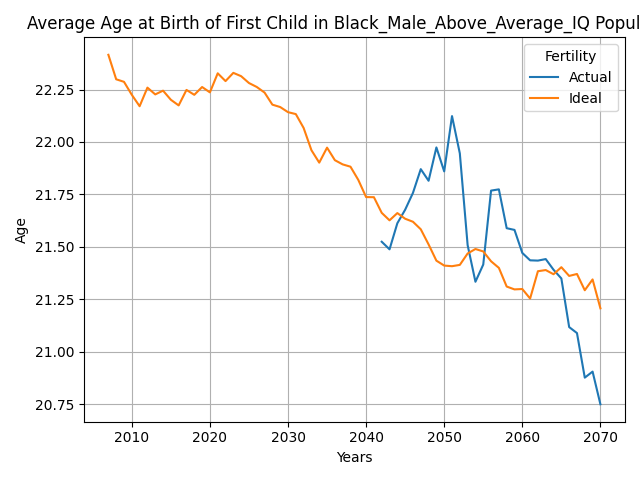 Average Age at Birth of First Child in Black_Male_Above_Average_IQ Popul
Fertility
Actual
Ideal
22.25
22.00
21.75
21.50
21.25
21.00
20.75
Age
2010 2020 2030 2040 2050 2060 2070
Years